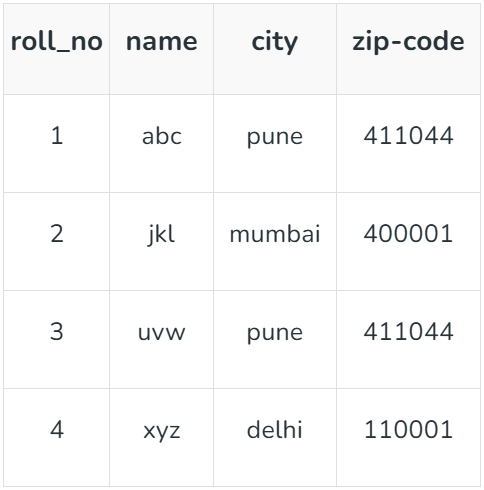 roll_no name city zip-code
1 abc pune 411044
2 jkl mumbai 400001
3 uvw pune 411044
4 xyz delhi 110001